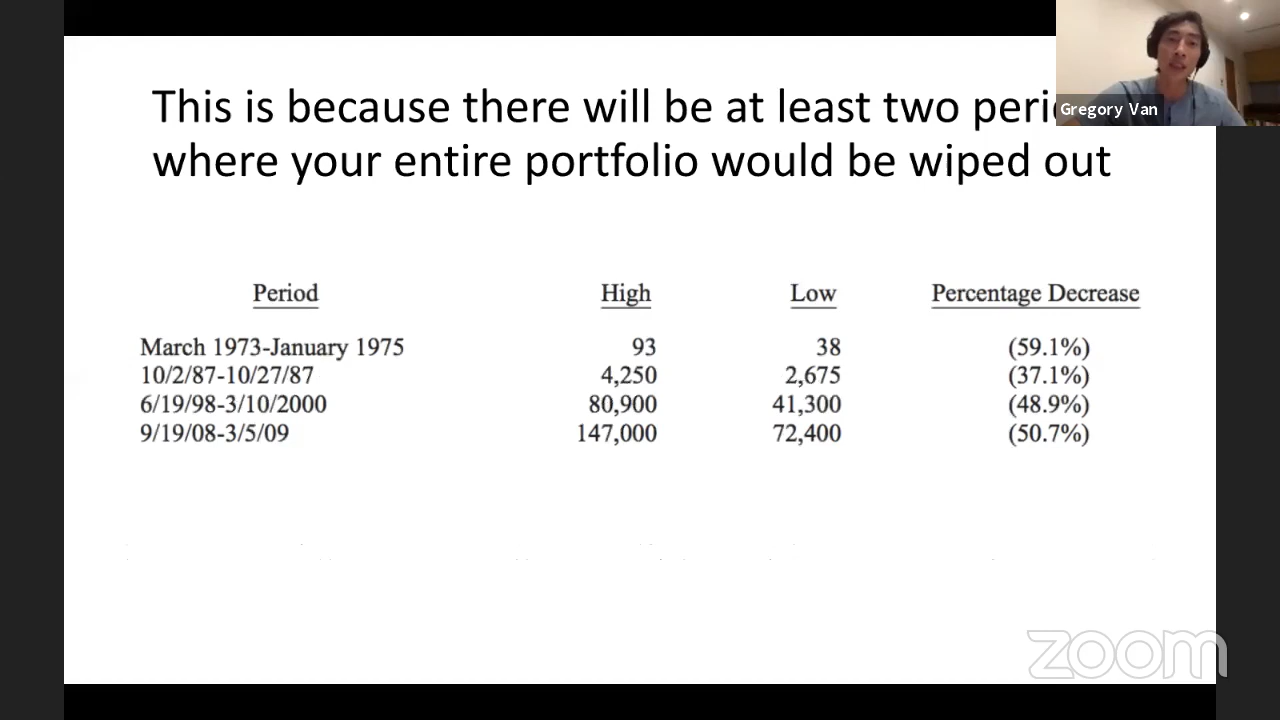 This is because there will be at least two
where your entire portfolio would be wiped out
Gregory Van
Period High Low Percentage Decrease
March 1973-January 1975 93 38 (59.1%)
10/2/87-10/27/87 4,250 2,675 (37.1%)
6/19/98-3/10/2000 80,900 41,300 (48.9%)
9/19/08-3/5/09 147,000 72,400 (50.7%)
zoom